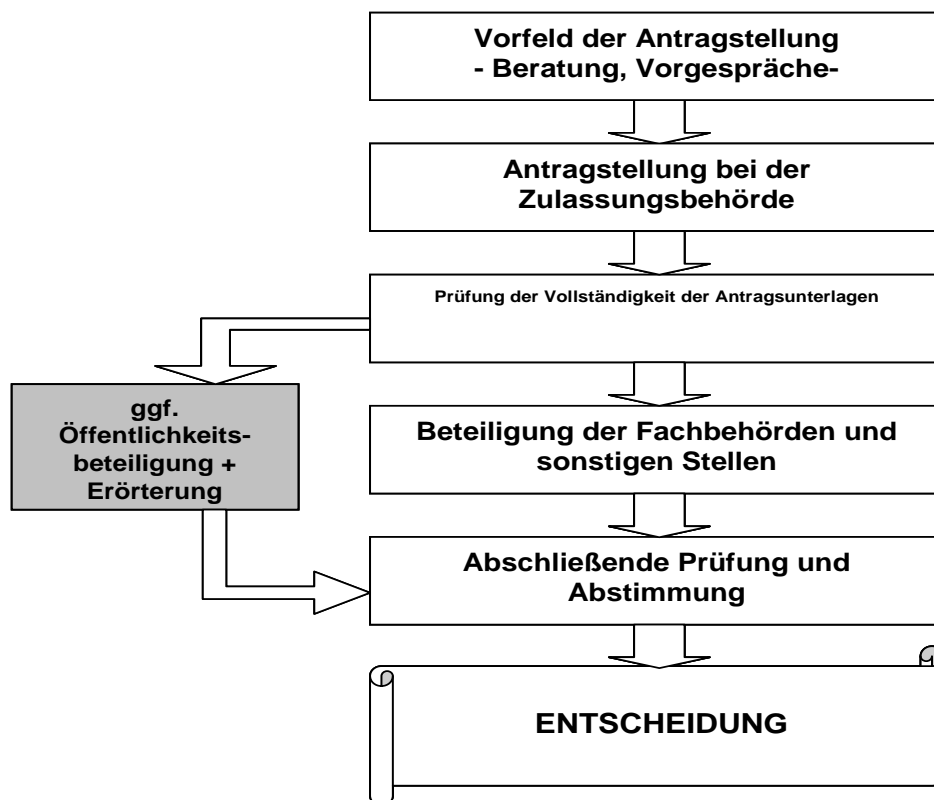 Vorfeld der Antragstellung
- Beratung, Vorgespräche-
Antragstellung bei der
Zulassungsbehörde
Prüfung der Vollständigkeit der Antragsunterlagen
ggf.
Öffentlichkeits-
beteiligung +
Erörterung
Beteiligung der Fachbehörden und
sonstigen Stellen
Abschließende Prüfung und
Abstimmung
ENTSCHEIDUNG